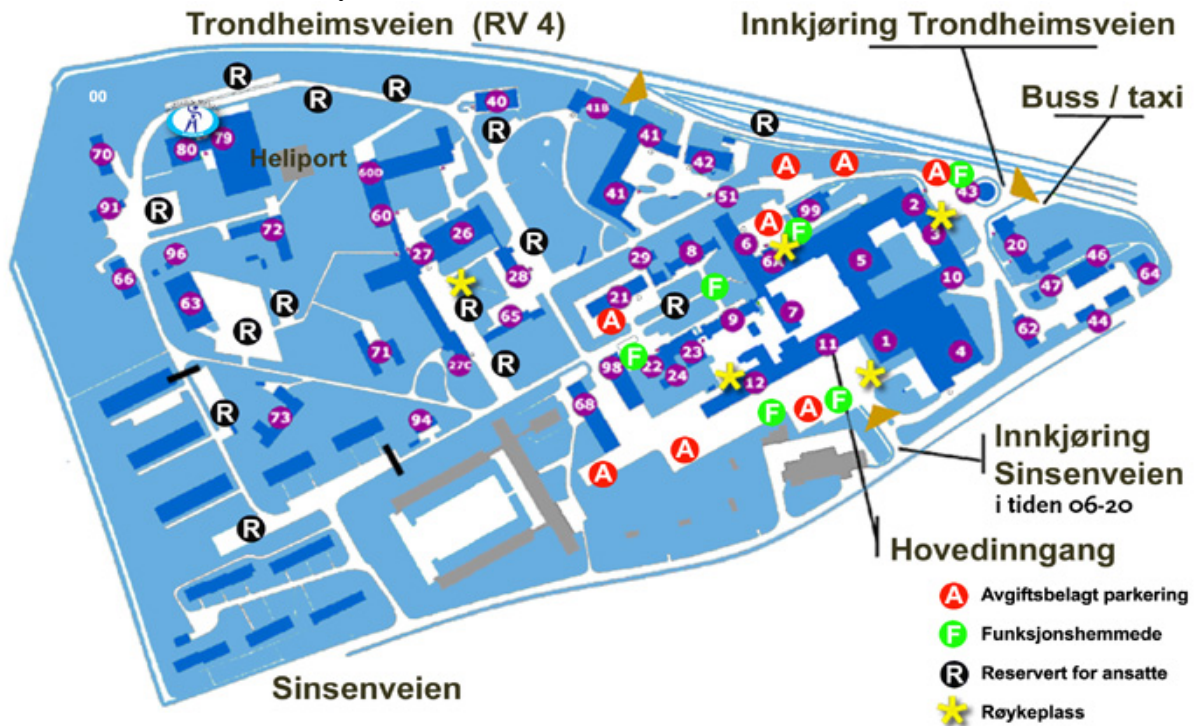 Trondheimsveien (RV 4)
Innkjøring Trondheimsveien
Buss / taxi
R
R
R
R
00
40
41B
41
42
A
A
A
F
43
70
80
79
Heliport
60D
41
51
99
2
3
91
R
72
60
26
27
R
28
29
8
6
A
F
6A
5
10
20
46
64
47
96
66
63
R
R
R
65
21
A
R
F
9
7
62
44
R
71
27C
R
98
F
22
24
23
12
11
1
4
73
94
68
F
A
F
A
A
R
Innkjøring
Sinsenveien
i tiden 06-20
Hovedinngang
A Avgiftsbelagt parkering
F Funksjonshemmede
R Reservert for ansatte
Røykeplass
Sinsenveien